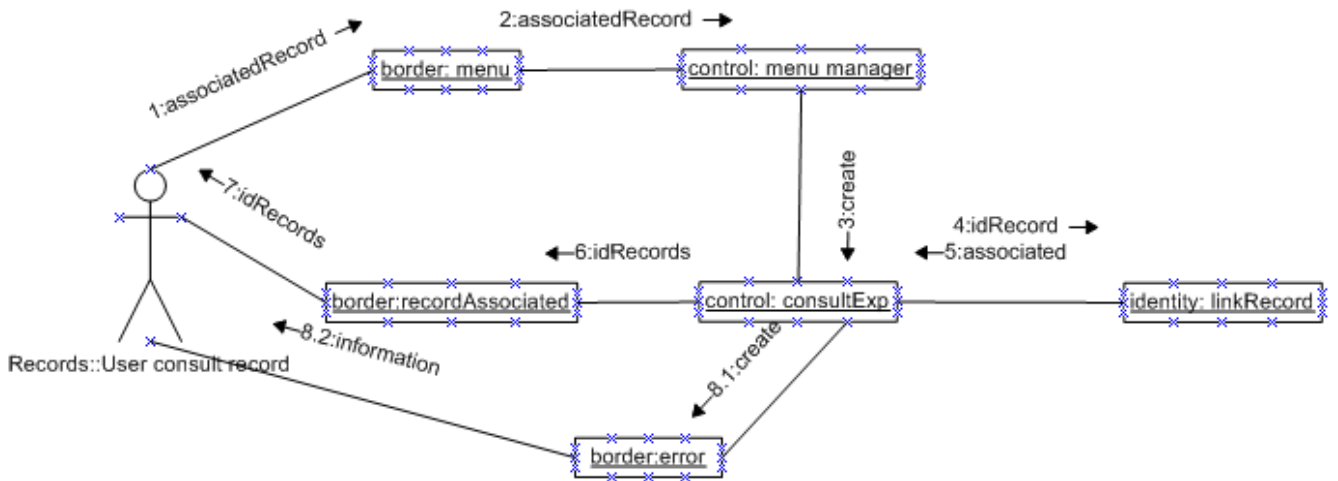 2:associatedRecord
1:associatedRecord
border: menu
control: menu manager
3:create
7:idRecords
4:idRecord
6:idRecords
5:associated
border:recordAssociated
control: consultExp
identity: linkRecord
8.2:information
8.1:create
Records::User consult record
border:error